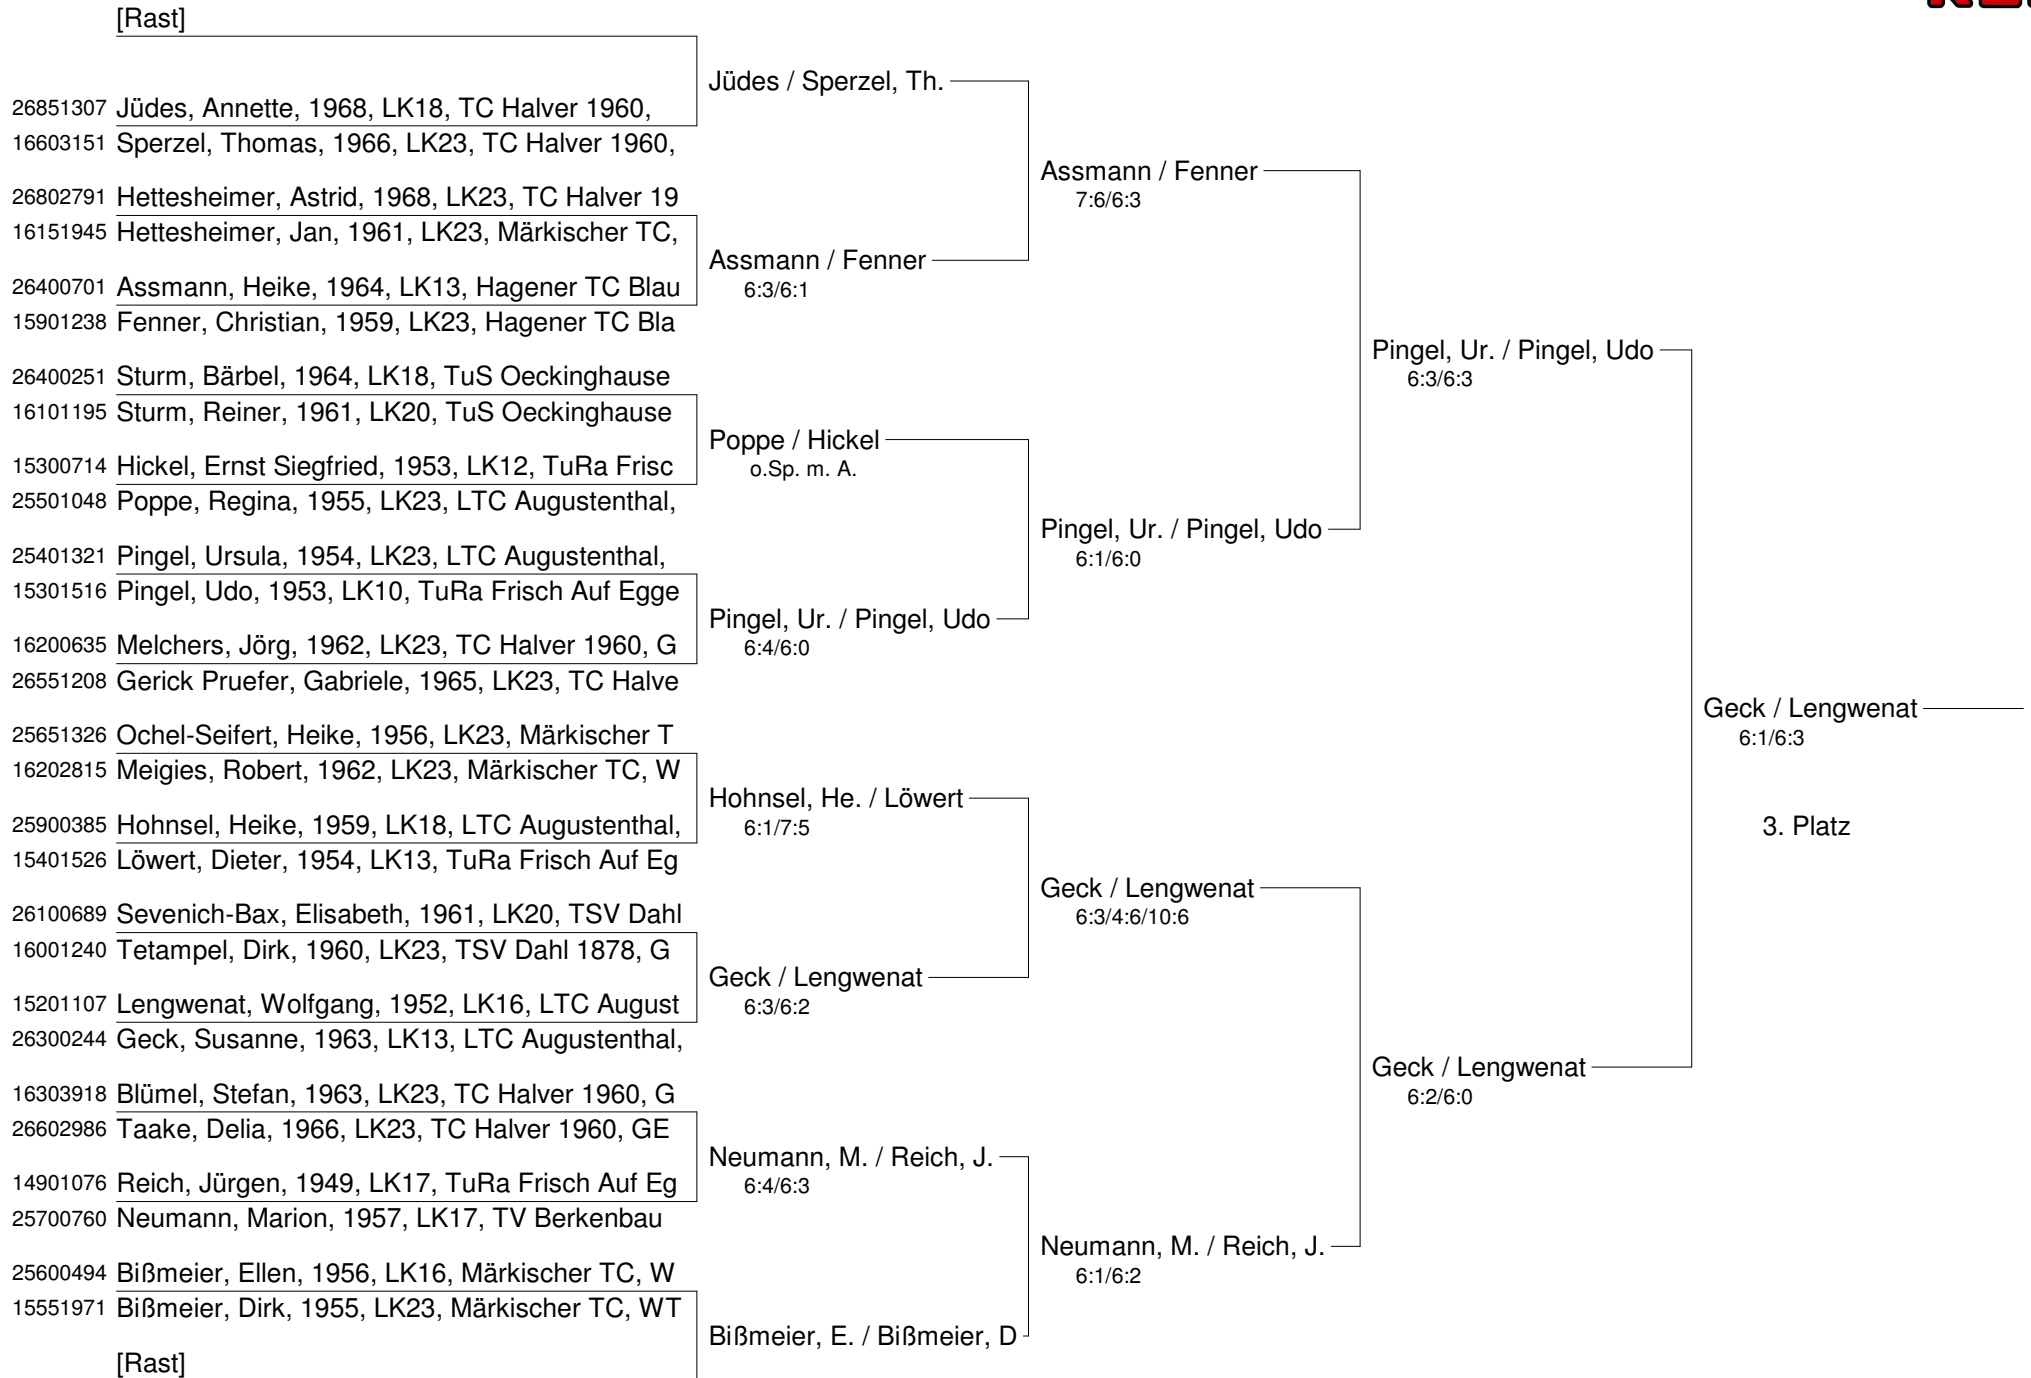 [Rast]
26851307 Jüdes, Annette, 1968, LK18, TC Halver 1960,
16603151 Sperzel, Thomas, 1966, LK23, TC Halver 1960,
26802791 Hettesheimer, Astrid, 1968, LK23, TC Halver 19
16151945 Hettesheimer, Jan, 1961, LK23, Märkischer TC,
26400701 Assmann, Heike, 1964, LK13, Hagener TC Blau
15901238 Fenner, Christian, 1959, LK23, Hagener TC Bla
26400251 Sturm, Bärbel, 1964, LK18, TuS Oeckinghause
16101195 Sturm, Reiner, 1961, LK20, TuS Oeckinghause
15300714 Hickel, Ernst Siegfried, 1953, LK12, TuRa Frisc
25501048 Poppe, Regina, 1955, LK23, LTC Augustenthal,
25401321 Pingel, Ursula, 1954, LK23, LTC Augustenthal,
15301516 Pingel, Udo, 1953, LK10, TuRa Frisch Auf Egge
16200635 Melchers, Jörg, 1962, LK23, TC Halver 1960, G
26551208 Gerick Pruefer, Gabriele, 1965, LK23, TC Halve
25651326 Ochel-Seifert, Heike, 1956, LK23, Märkischer T
16202815 Meigies, Robert, 1962, LK23, Märkischer TC, W
25900385 Hohnsel, Heike, 1959, LK18, LTC Augustenthal,
15401526 Löwert, Dieter, 1954, LK13, TuRa Frisch Auf Eg
26100689 Sevenich-Bax, Elisabeth, 1961, LK20, TSV Dahl
16001240 Tetampel, Dirk, 1960, LK23, TSV Dahl 1878, G
15201107 Lengwenat, Wolfgang, 1952, LK16, LTC August
26300244 Geck, Susanne, 1963, LK13, LTC Augustenthal,
16303918 Blümel, Stefan, 1963, LK23, TC Halver 1960, G
26602986 Taake, Delia, 1966, LK23, TC Halver 1960, GE
14901076 Reich, Jürgen, 1949, LK17, TuRa Frisch Auf Eg
25700760 Neumann, Marion, 1957, LK17, TV Berkenbau
25600494 Bißmeier, Ellen, 1956, LK16, Märkischer TC, W
15551971 Bißmeier, Dirk, 1955, LK23, Märkischer TC, WT
[Rast]
Jüdes / Sperzel, Th.
Assmann / Fenner
6:3/6:1
Poppe / Hickel
o.Sp. m. A.
Pingel, Ur. / Pingel, Udo
6:4/6:0
Hohnsel, He. / Löwert
6:1/7:5
Geck / Lengwenat
6:3/6:2
Neumann, M. / Reich, J.
6:4/6:3
Bißmeier, E. / Bißmeier, D
Assmann / Fenner
7:6/6:3
Pingel, Ur. / Pingel, Udo
6:1/6:0
Geck / Lengwenat
6:3/4:6/10:6
Neumann, M. / Reich, J.
6:1/6:2
Pingel, Ur. / Pingel, Udo
6:3/6:3
Geck / Lengwenat
6:2/6:0
Geck / Lengwenat
6:1/6:3
3. Platz